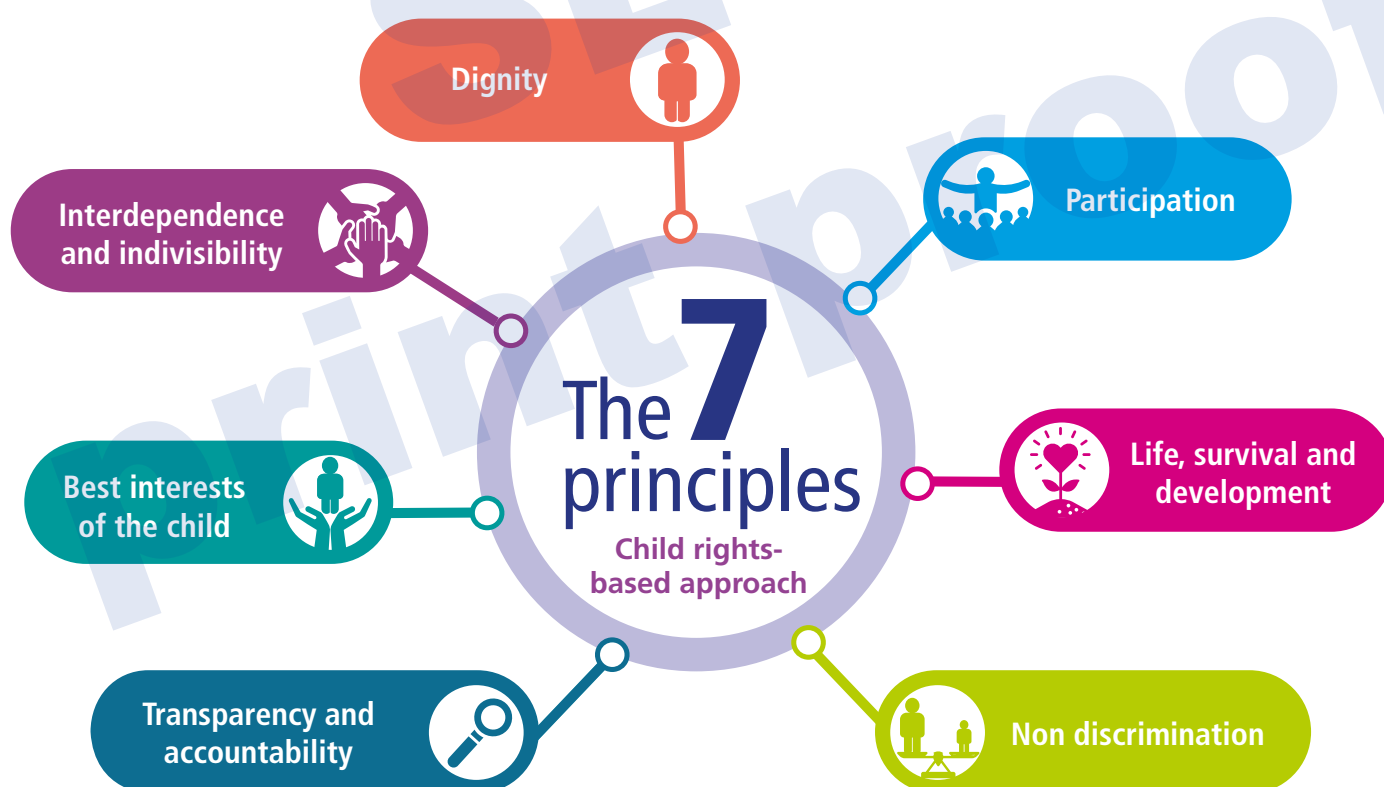 Dignity
Participation
Interdependence
and indivisibility
The 7
principles
Child rights-
based approach
Life, survival and
development
Best interests
of the child
Transparency and
accountability
Non discrimination
print proof